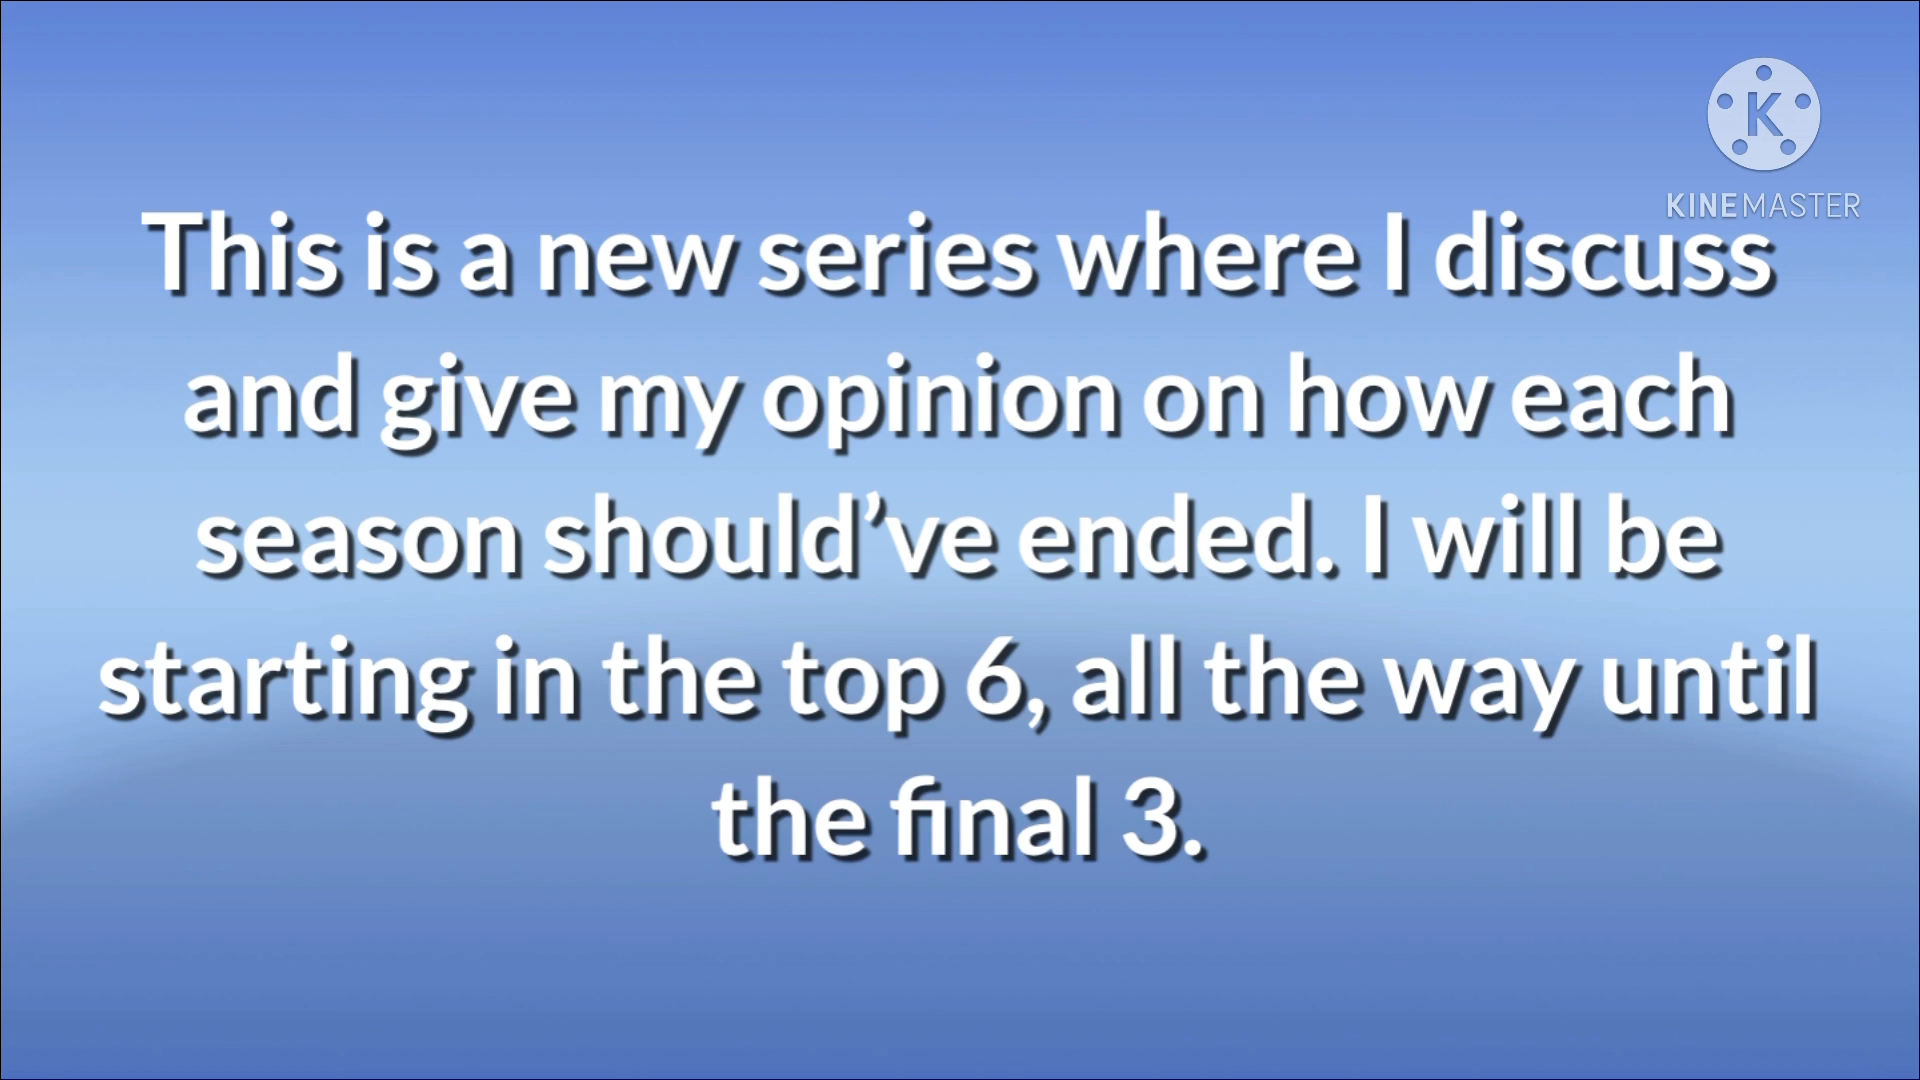 K
KINEMASTER
This is a new series where I discuss
and give my opinion on how each
season should’ve ended. I will be
starting in the top 6, all the way until
the final 3.